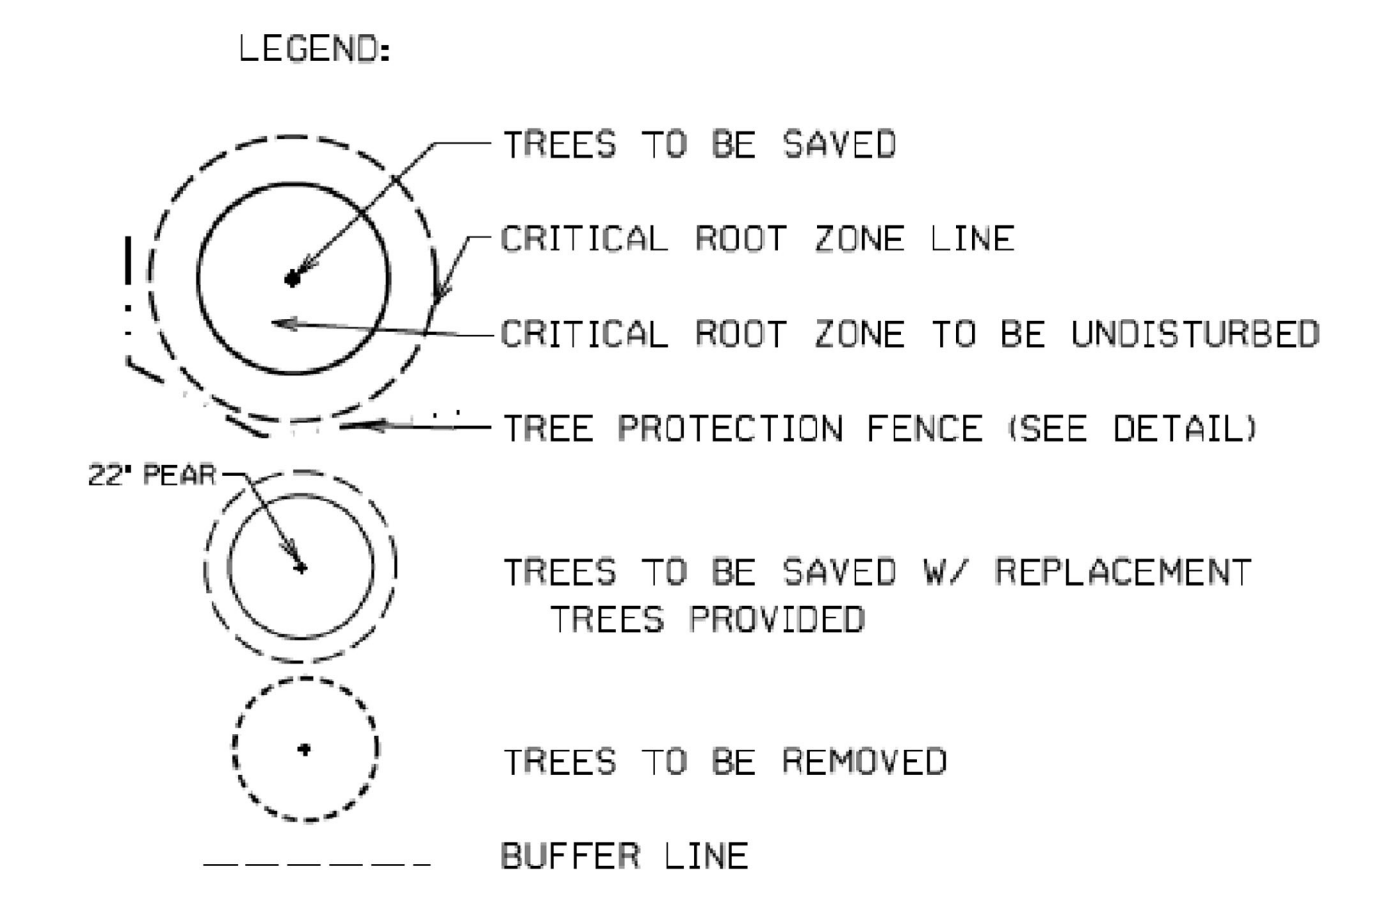 LEGEND:
TREES TO BE SAVED
CRITICAL ROOT ZONE LINE
CRITICAL ROOT ZONE TO BE UNDISTURBED
TREE PROTECTION FENCE (SEE DETAIL)
22" PEAR
TREES TO BE SAVED W/ REPLACEMENT
TREES PROVIDED
TREES TO BE REMOVED
BUFFER LINE